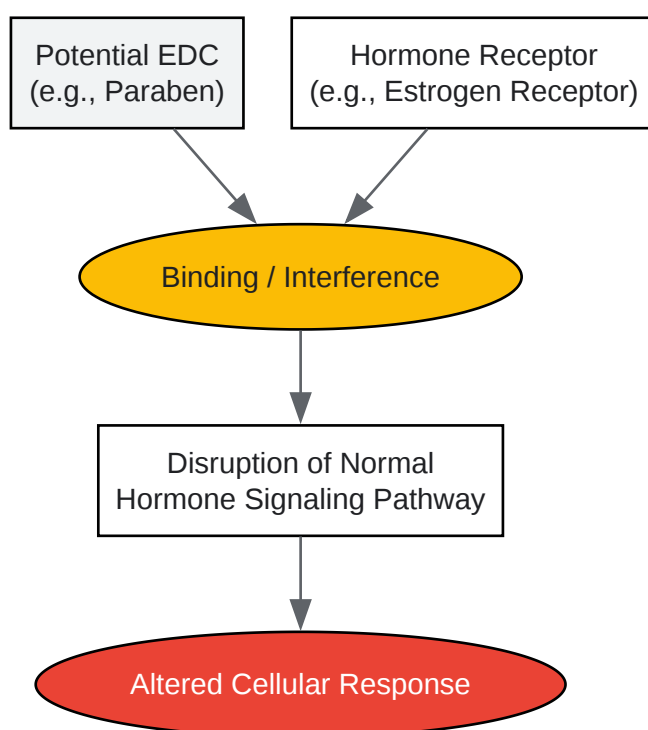 Potential EDC
(e.g., Paraben)
Hormone Receptor
(e.g., Estrogen Receptor)
Binding / Interference
Disruption of Normal
Hormone Signaling Pathway
Altered Cellular Response